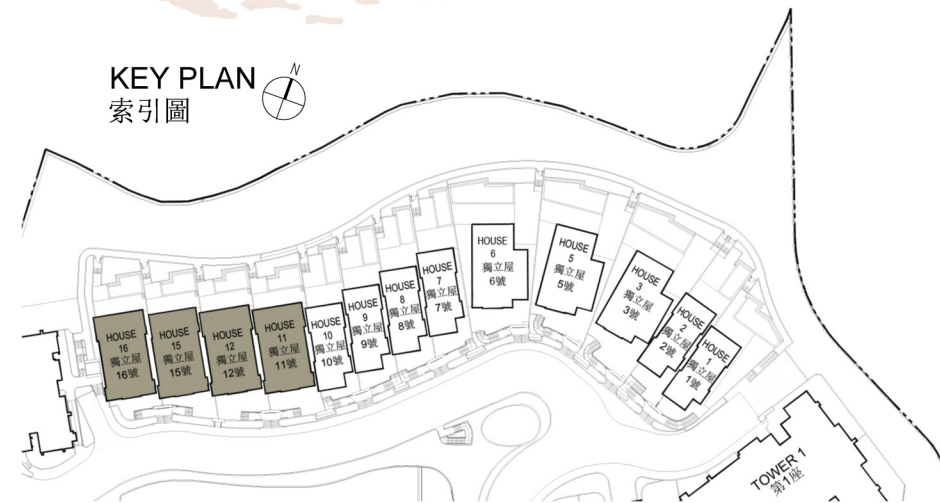 KEY PLAN
索引圖
N
HOUSE
16
獨立屋
16號
HOUSE
15
獨立屋
15號
HOUSE
12
獨立屋
12號
HOUSE
11
獨立屋
11號
HOUSE
10
獨立屋
10號
HOUSE
9
獨立屋
9號
HOUSE
8
獨立屋
8號
HOUSE
7
獨立屋
7號
HOUSE
6
獨立屋
6號
HOUSE
5
獨立屋
5號
HOUSE
3
獨立屋
3號
HOUSE
2
獨立屋
2號
HOUSE
1
獨立屋
1號
TOWER 1
第1座